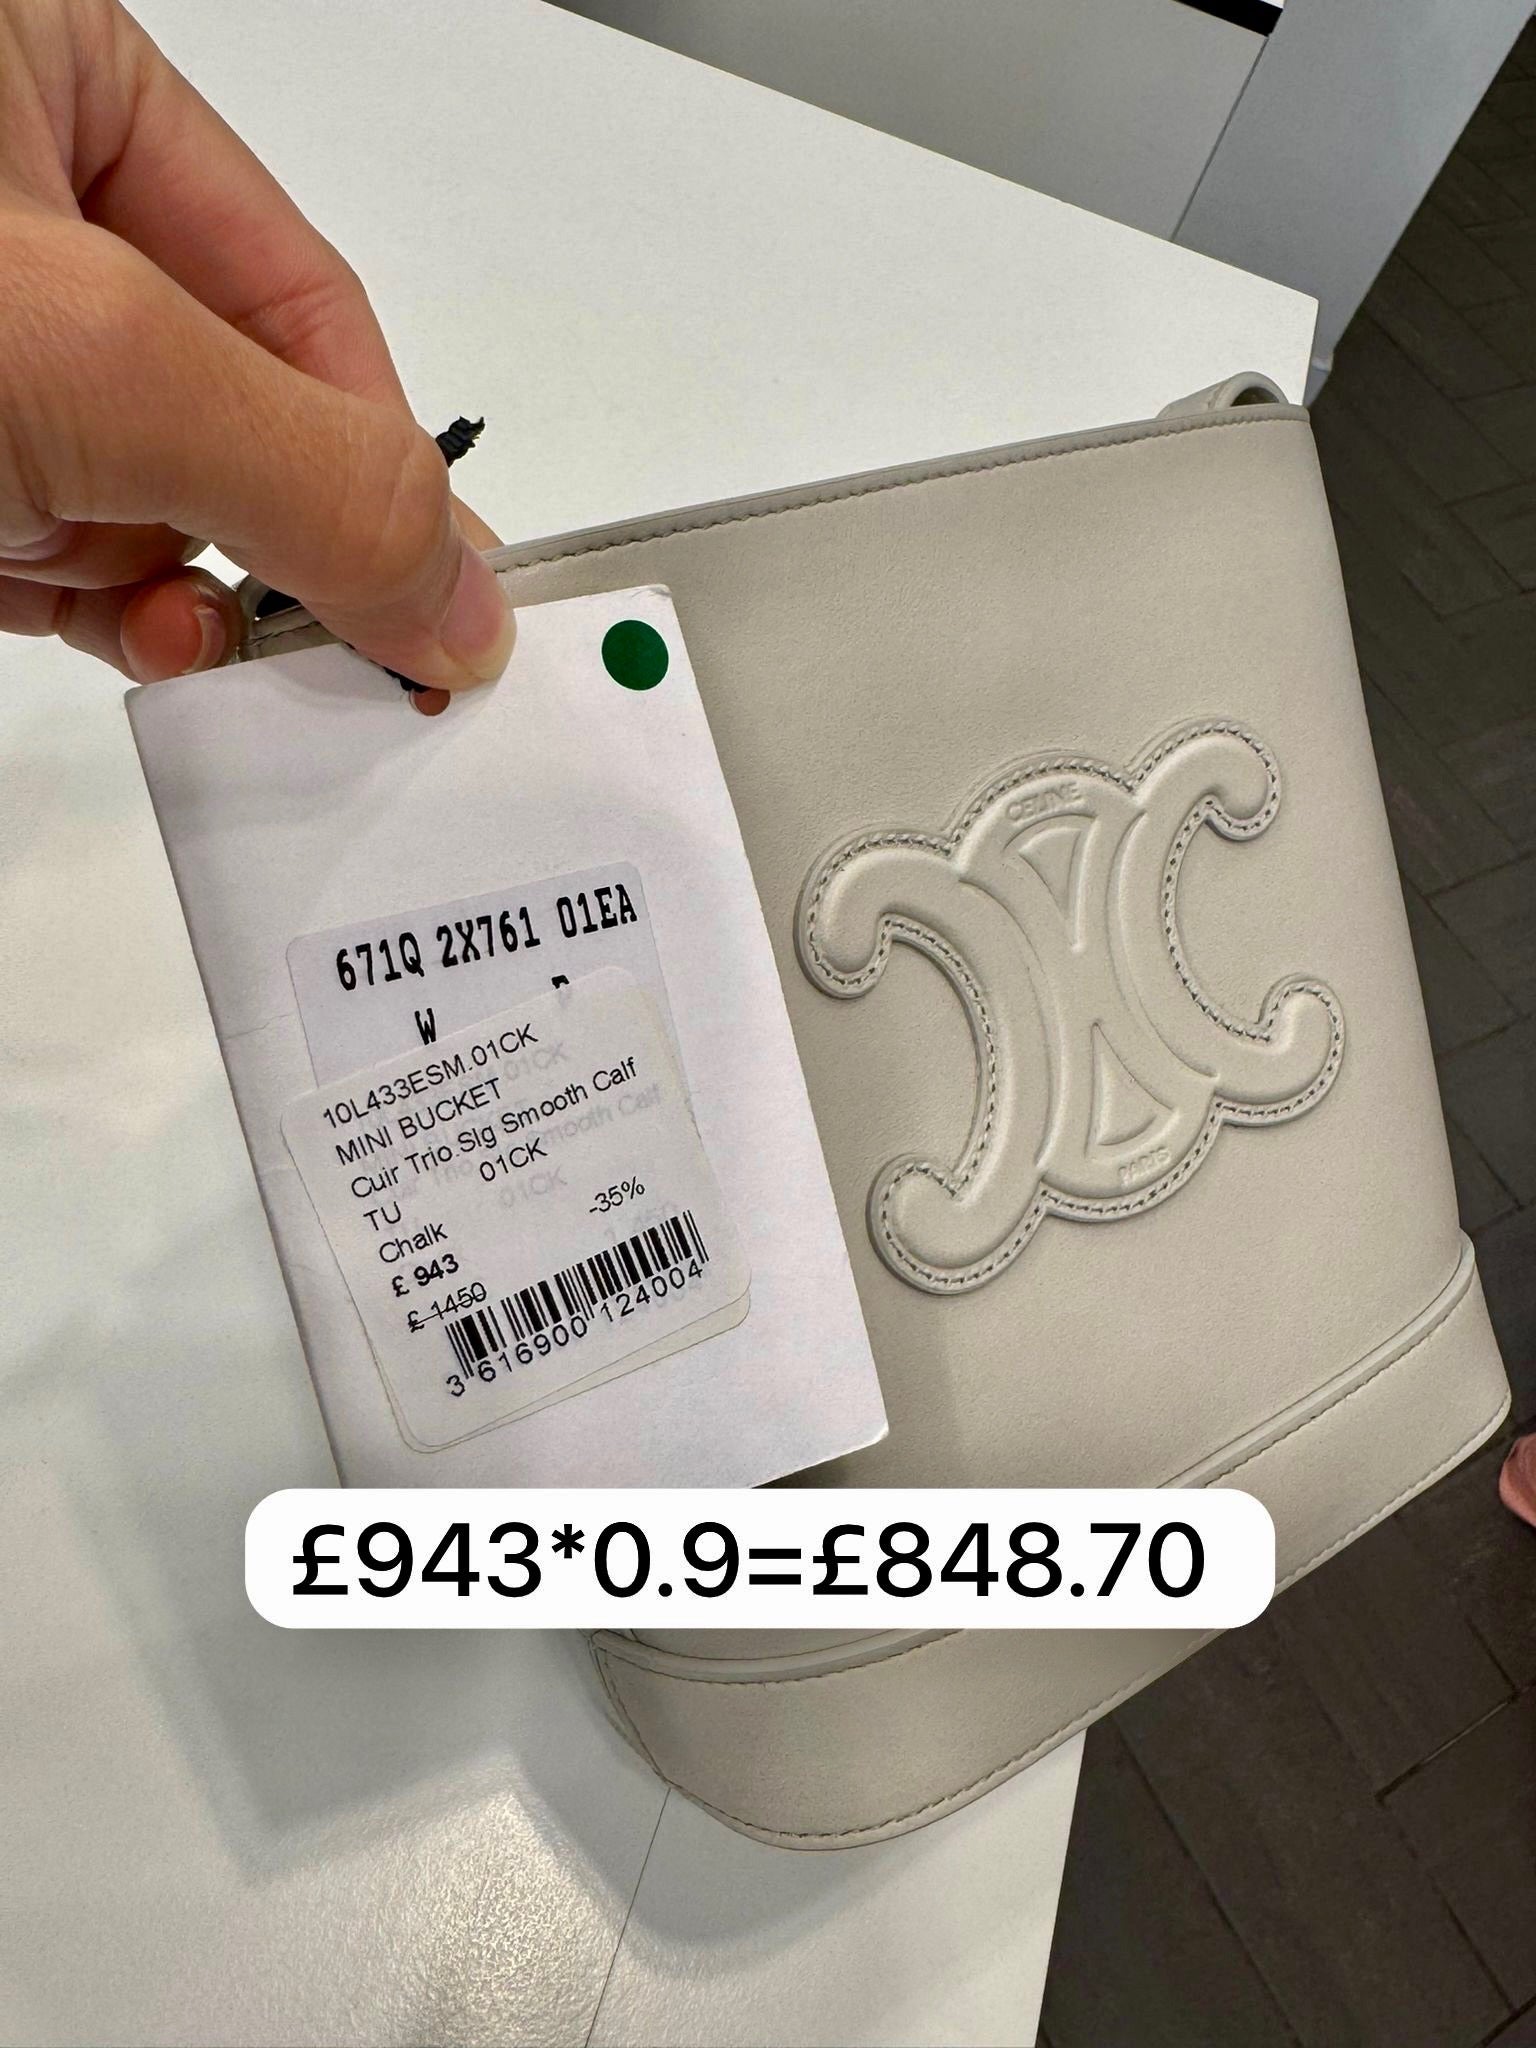 671Q 2X761 01EA
W
10L433ESM.01CK
MINI BUCKET
Cuir Trio.Slg Smooth Calf
TU 01CK
Chalk -35%
£ 943
£ 1450
3 616900 124004
CELINE
PARIS
£943*0.9=£848.70